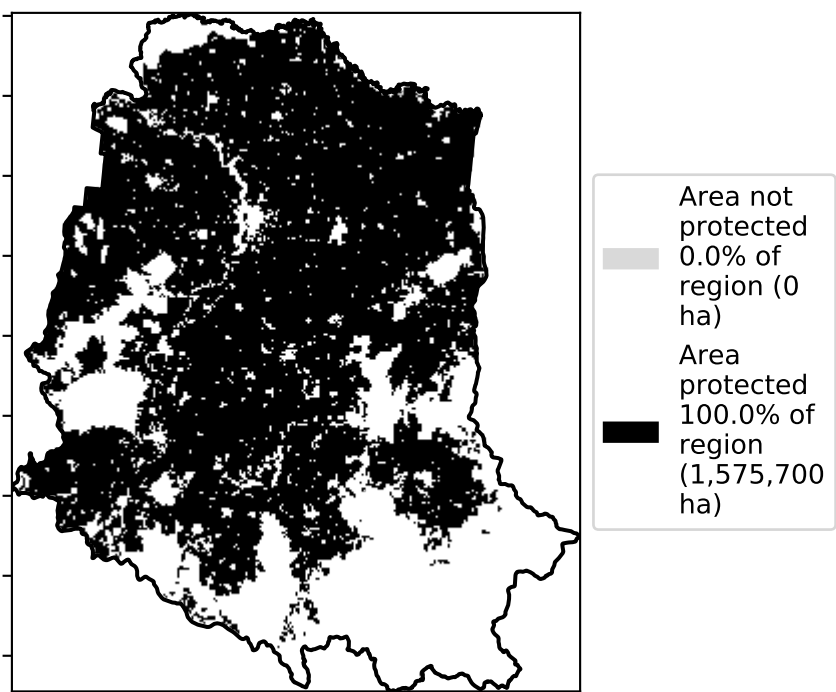 Area not
protected
0.0% of
region (0
ha)
Area
protected
100.0% of
region
(1,575,700
ha)